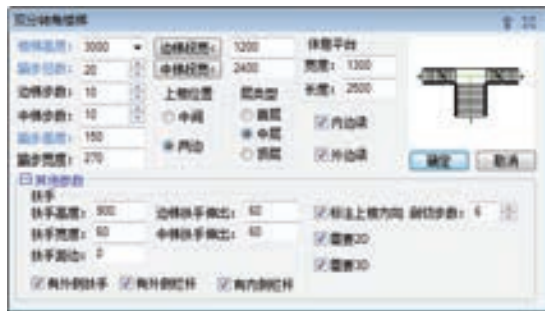 双分转角楼梯
楼梯高度: 3000 边梯梯宽: 1200 休息平台
踏步总数: 20 中梯梯宽: 2400 宽度: 1300
边梯步数: 10 上楼位置 层类型 长度: 2500
中梯步数: 10 中间 首层 内边梁
踏步高度: 150 两边 中层 外边梁
踏步宽度: 270 顶层 确定 取消
其他参数
扶手
扶手高度: 900 边梯扶手伸出: 60 标注上楼方向 剖切步数: 6
扶手宽度: 60 中梯扶手伸出: 60 需要2D
扶手距边: 0 需要3D
有外侧扶手 有外侧栏杆 有内侧栏杆